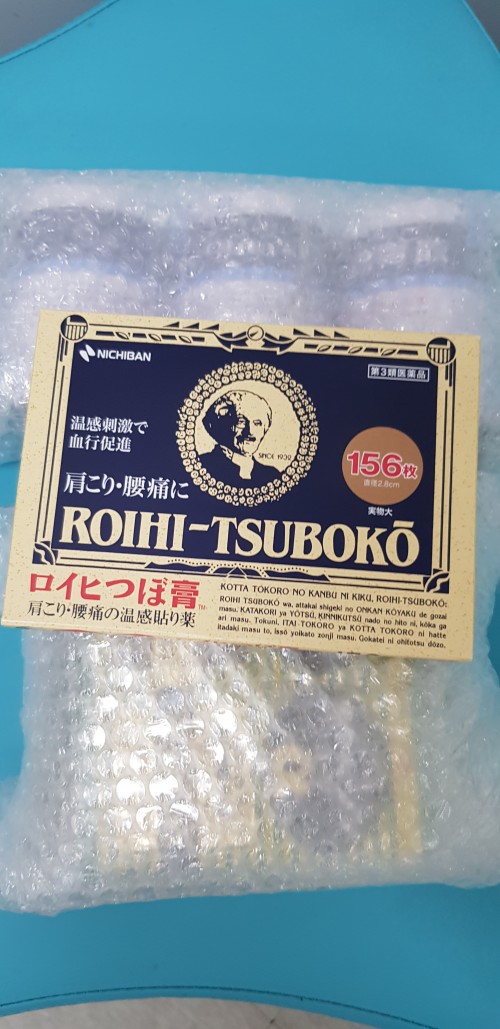 NICHIBAN
第3類医薬品
温感刺激で
血行促進
SINCE 1932
156枚
直径2.8cm
実物大
肩こり・腰痛に
ROIHI-TSUBOKŌ
ロイヒつぼ膏™
肩こり・腰痛の温感貼り薬
KOTTA TOKORO NO KANBU NI KIKU, ROIHI-TSUBOKŌ:
ROIHI TSUBOKŌ wa, attakai shigeki no ONKAN KŌYAKU de gozai
masu. KATAKORI ya YŌTSŪ, KINNIKUTSŪ nado no hito ni, kōka ga
ari masu. Tokuni, ITAI-TOKORO ya KOTTA TOKORO ni hatte
itadaki masu to, issō yoikato zonji masu. Gokatei ni ohitotsu dōzo.